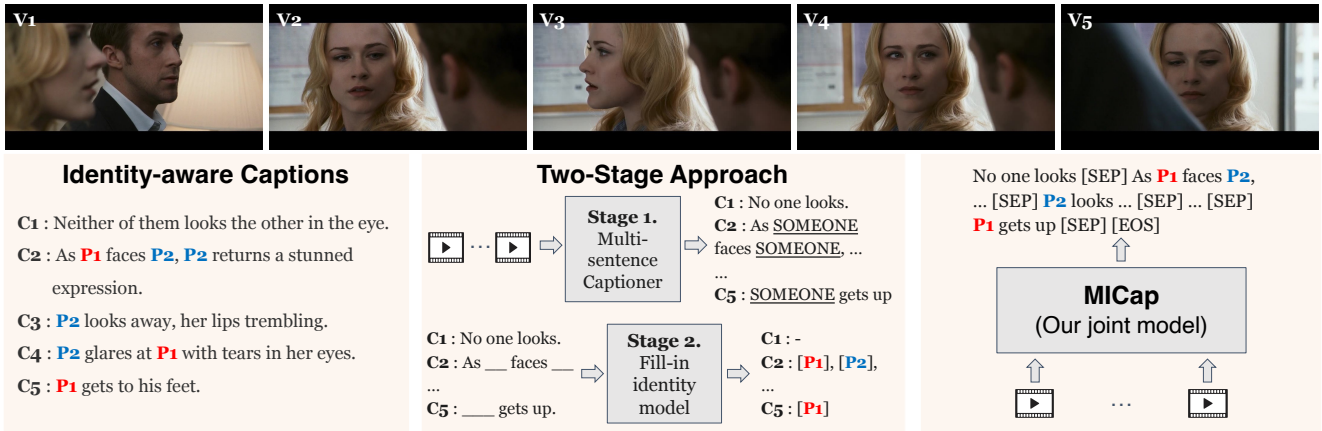 V1
V2
V3
V4
V5
Identity-aware Captions
C1 : Neither of them looks the other in the eye.
C2 : As P1 faces P2, P2 returns a stunned
expression.
C3 : P2 looks away, her lips trembling.
C4 : P2 glares at P1 with tears in her eyes.
C5 : P1 gets to his feet.
Two-Stage Approach
...
Stage 1.
Multi-
sentence
Captioner
C1 : No one looks.
C2 : As SOMEONE
faces SOMEONE, ...
...
C5 : SOMEONE gets up
C1 : No one looks.
C2 : As __ faces __
...
C5 : ___ gets up.
Stage 2.
Fill-in
identity
model
C1 : -
C2 : [P1], [P2],
...
C5 : [P1]
No one looks [SEP] As P1 faces P2,
... [SEP] P2 looks ... [SEP] ... [SEP]
P1 gets up [SEP] [EOS]
MICap
(Our joint model)
...